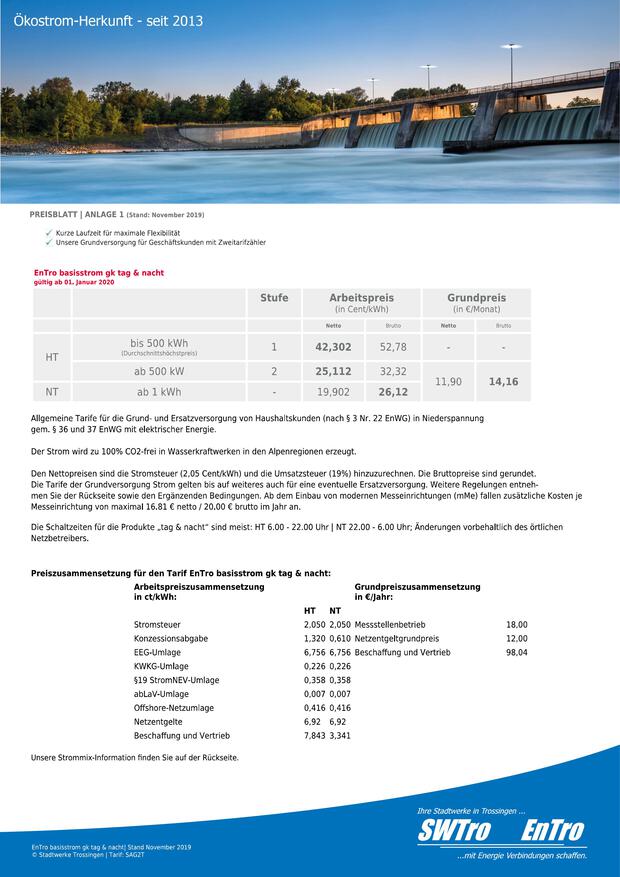 Ökostrom-Herkunft - seit 2013
PREISBLATT | ANLAGE 1 (Stand: November 2019)
✓ Kurze Laufzeit für maximale Flexibilität
✓ Unsere Grundversorgung für Geschäftskunden mit Zweitarifzähler
EnTro basisstrom gk tag & nacht
gültig ab 01. Januar 2020
Stufe Arbeitspreis Grundpreis
(in Cent/kWh) (in €/Monat)
Netto Brutto Netto Brutto
HT bis 500 kWh 1 42,302 52,78 - -
(Durchschnittshöchstpreis)
ab 500 kW 2 25,112 32,32 11,90 14,16
NT ab 1 kWh - 19,902 26,12
Allgemeine Tarife für die Grund- und Ersatzversorgung von Haushaltskunden (nach § 3 Nr. 22 EnWG) in Niederspannung
gem. § 36 und 37 EnWG mit elektrischer Energie.
Der Strom wird zu 100% CO2-frei in Wasserkraftwerken in den Alpenregionen erzeugt.
Den Nettopreisen sind die Stromsteuer (2,05 Cent/kWh) und die Umsatzsteuer (19%) hinzuzurechnen. Die Bruttopreise sind gerundet.
Die Tarife der Grundversorgung Strom gelten bis auf weiteres auch für eine eventuelle Ersatzversorgung. Weitere Regelungen entneh-
men Sie der Rückseite sowie den Ergänzenden Bedingungen. Ab dem Einbau von modernen Messeinrichtungen (mMe) fallen zusätzliche Kosten je
Messeinrichtung von maximal 16.81 € netto / 20,00 € brutto im Jahr an.
Die Schaltzeiten für die Produkte „tag & nacht“ sind meist: HT 6.00 - 22.00 Uhr | NT 22.00 - 6.00 Uhr; Änderungen vorbehaltlich des örtlichen
Netzbetreibers.
Preiszusammensetzung für den Tarif EnTro basisstrom gk tag & nacht:
Arbeitspreiszusammensetzung Grundpreiszusammensetzung
in ct/kWh: in €/Jahr:
HT NT
Stromsteuer 2,050 2,050 Messstellenbetrieb 18,00
Konzessionsabgabe 1,320 0,610 Netzentgeltgrundpreis 12,00
EEG-Umlage 6,756 6,756 Beschaffung und Vertrieb 98,04
KWKG-Umlage 0,226 0,226
§19 StromNEV-Umlage 0,358 0,358
abLaV-Umlage 0,007 0,007
Offshore-Netzumlage 0,416 0,416
Netzentgelte 6,92 6,92
Beschaffung und Vertrieb 7,843 3,341
Unsere Strommix-Information finden Sie auf der Rückseite.
Ihre Stadtwerke in Trossingen ...
SWTro EnTro
...mit Energie Verbindungen schaffen.
EnTro basisstrom gk tag & nacht| Stand November 2019
© Stadtwerke Trossingen | Tarif: SAG2T